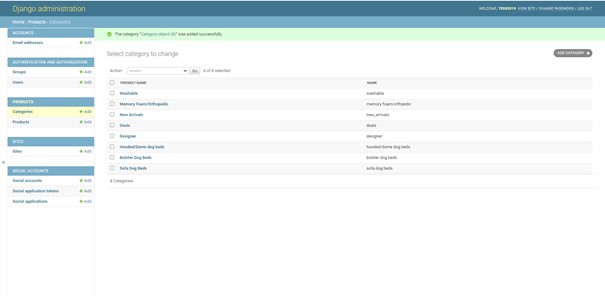 Django administration
WELCOME, TESS2019 VIEW SITE / CHANGE PASSWORD / LOG OUT
Home › Products › Categories
ACCOUNTS
Email addresses + Add
AUTHENTICATION AND AUTHORIZATION
Groups + Add
Users + Add
PRODUCTS
Categories + Add
Products + Add
SITES
Sites + Add
SOCIAL ACCOUNTS
Social accounts + Add
Social application tokens + Add
Social applications + Add
«
The category "Category object (8)" was added successfully.
Select category to change
ADD CATEGORY +
Action: --------- Go 0 of 8 selected
FRIENDLY NAME NAME
Washable washable
Memory Foam/Orthopedic memory foam/orthpedic
New Arrivals new_arrivals
Deals deals
Designer designer
Hooded/Dome dog beds hooded/dome dog beds
Bolster Dog Beds bolster dog beds
Sofa Dog Beds sofa dog beds
8 Categories